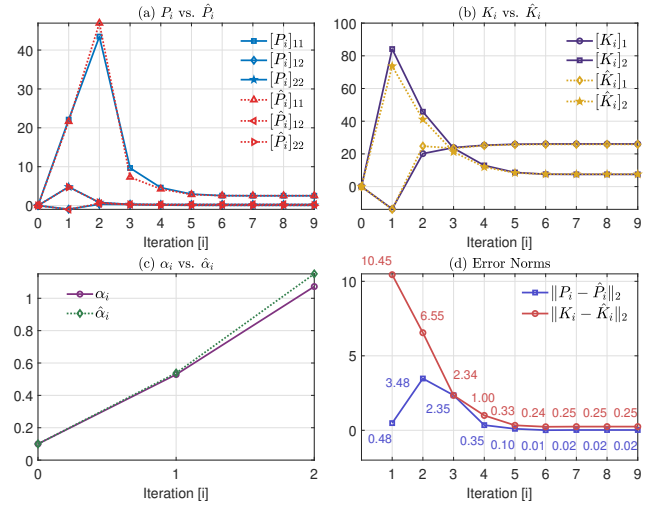 (a) P_i vs. P̂_i
40
30
20
10
0
[P_i]_11
[P_i]_12
[P_i]_22
[P̂_i]_11
[P̂_i]_12
[P̂_i]_22
0 1 2 3 4 5 6 7 8 9
Iteration [i]
(b) K_i vs. K̂_i
100
80
60
40
20
0
[K_i]_1
[K_i]_2
[K̂_i]_1
[K̂_i]_2
0 1 2 3 4 5 6 7 8 9
Iteration [i]
(c) α_i vs. α̂_i
1
0.8
0.6
0.4
0.2
0
α_i
α̂_i
0 1 2
Iteration [i]
(d) Error Norms
10
5
0
‖P_i − P̂_i‖_2
‖K_i − K̂_i‖_2
10.45
6.55
2.34
1.00
0.33 0.24 0.25 0.25 0.25
3.48
2.35
0.48
0.35 0.10 0.01 0.02 0.02 0.02
1 2 3 4 5 6 7 8 9
Iteration [i]